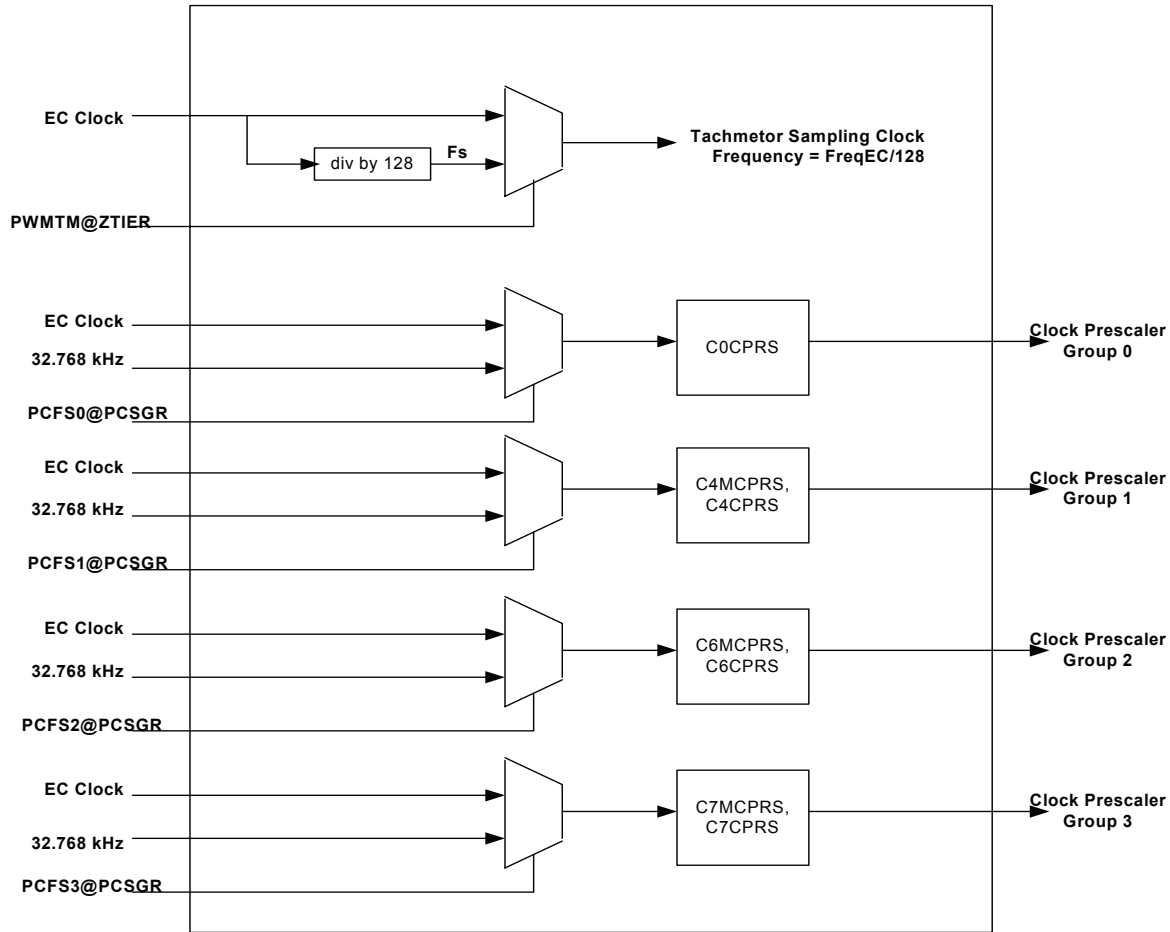 EC Clock
div by 128
Fs
Tachmetor Sampling Clock
Frequency = FreqEC/128
PWMTM@ZTIER
EC Clock
32.768 kHz
PCFS0@PCSGR
C0CPRS
Clock Prescaler
Group 0
EC Clock
32.768 kHz
PCFS1@PCSGR
C4MCPRS,
C4CPRS
Clock Prescaler
Group 1
EC Clock
32.768 kHz
PCFS2@PCSGR
C6MCPRS,
C6CPRS
Clock Prescaler
Group 2
EC Clock
32.768 kHz
PCFS3@PCSGR
C7MCPRS,
C7CPRS
Clock Prescaler
Group 3